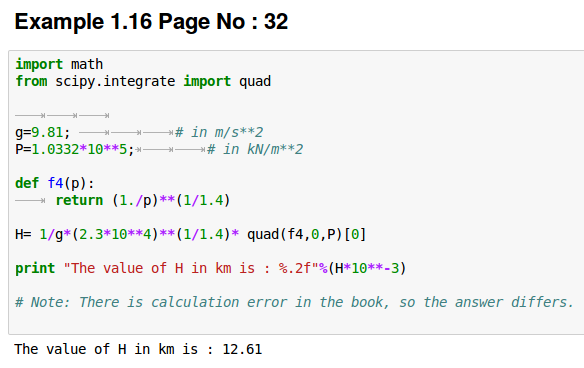 Example 1.16 Page No : 32
import math
from scipy.integrate import quad
g=9.81; # in m/s**2
P=1.0332*10**5; # in kN/m**2
def f4(p):
return (1./p)**(1/1.4)
H= 1/g*(2.3*10**4)**(1/1.4)* quad(f4,0,P)[0]
print "The value of H in km is : %.2f"%(H*10**-3)
# Note: There is calculation error in the book, so the answer differs.
The value of H in km is : 12.61